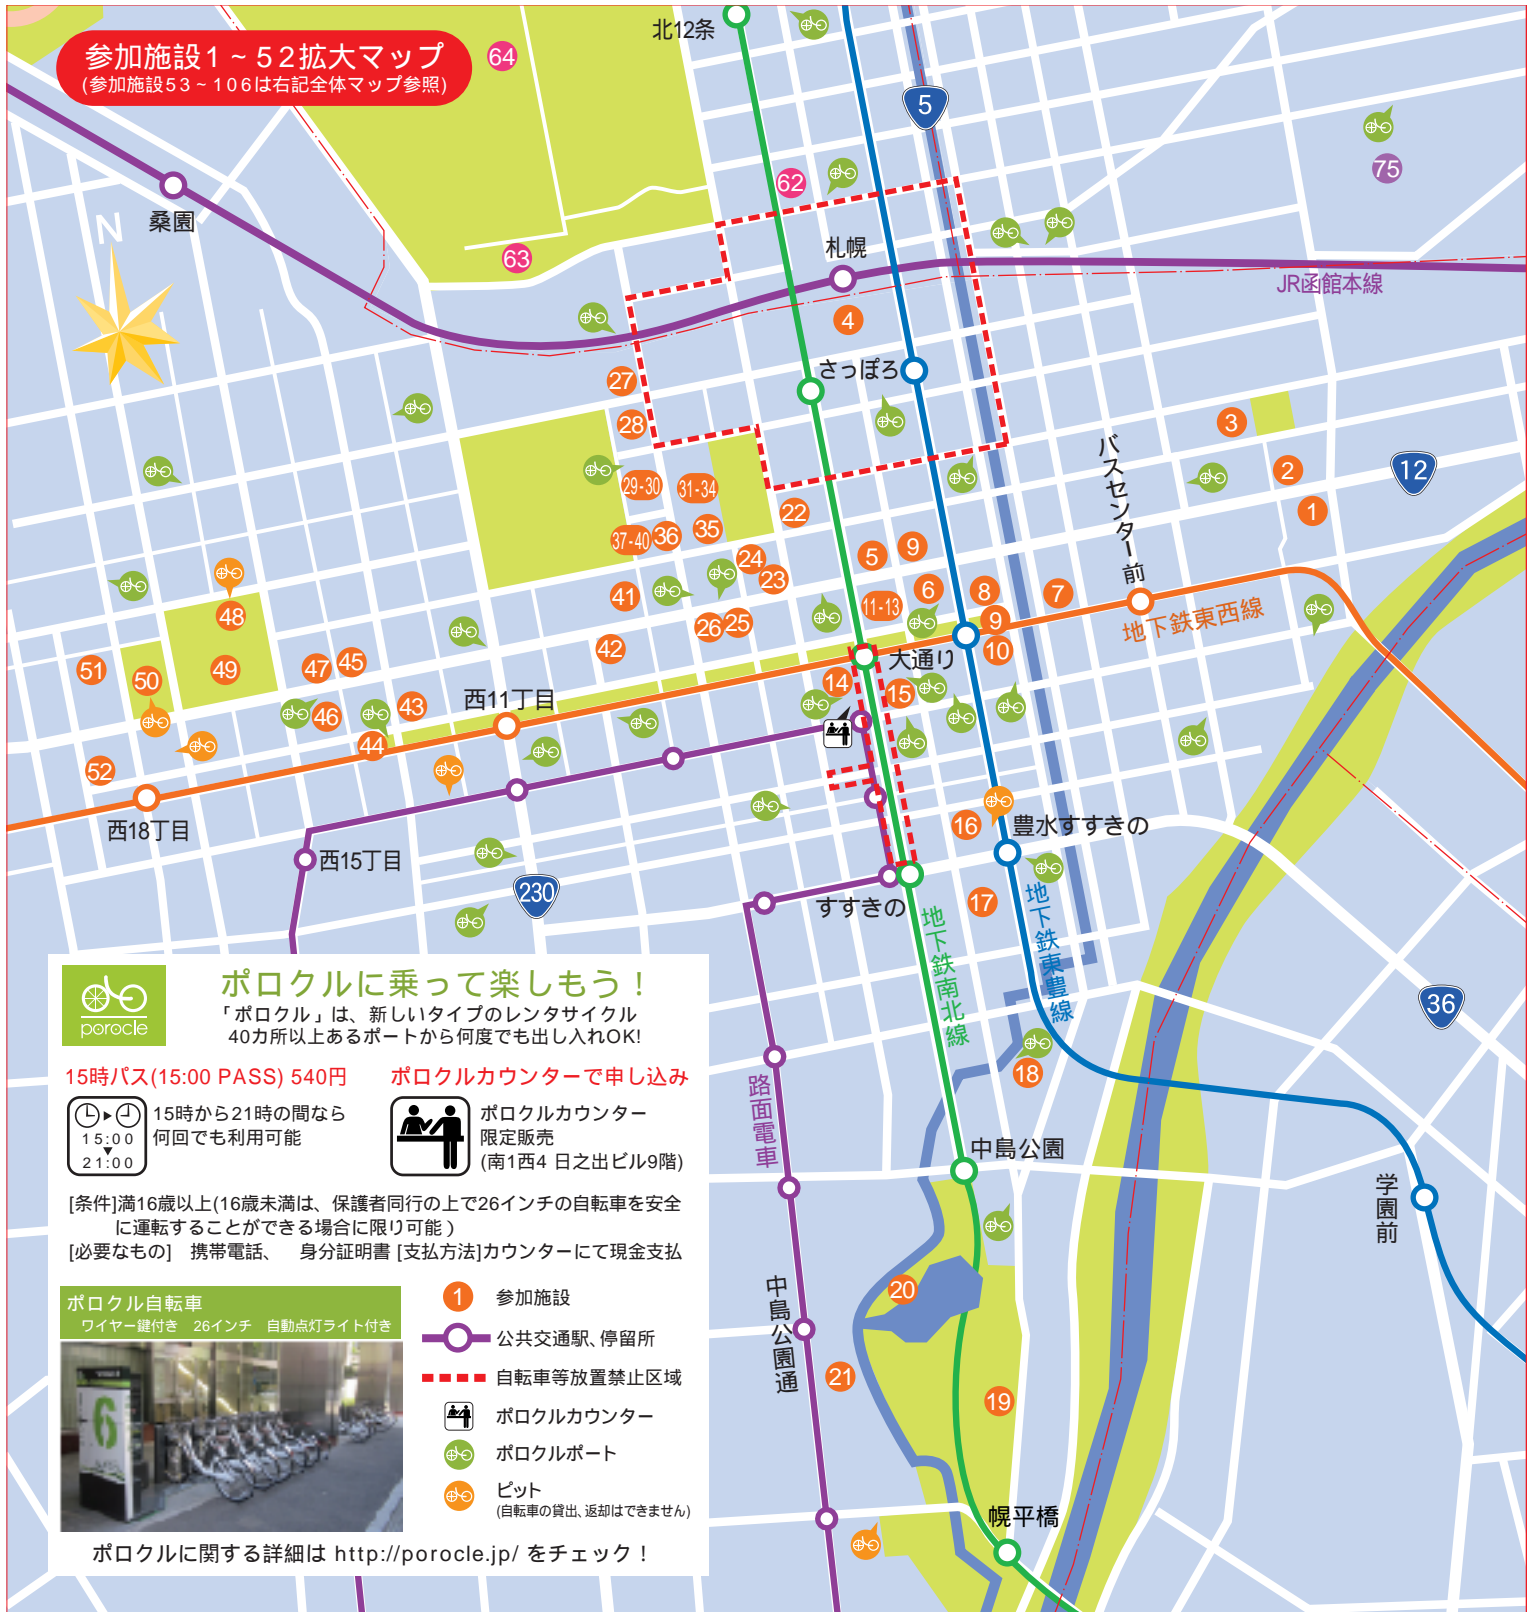 参加施設1~52拡大マップ
(参加施設53~106は右記全体マップ参照)
64
北12条
5
75
62
桑園
N
63
札幌
JR函館本線
4
さっぽろ
27
28
3
バスセンター前
2
12
1
29-30
31-34
22
37-40
36
35
5
9
24
23
41
6
8
7
11-13
48
26
25
9
地下鉄東西線
42
10
51
50
49
47
45
大通り
14
15
46
43
西11丁目
44
52
西18丁目
16
豊水すすきの
西15丁目
230
すすきの
17
地下鉄南北線
地下鉄東豊線
36
18
路面電車
中島公園
学園前
20
中島公園通
21
19
幌平橋
porocle
ポロクルに乗って楽しもう!
「ポロクル」は、新しいタイプのレンタサイクル
40カ所以上あるポートから何度でも出し入れOK!
15時パス(15:00 PASS) 540円
ポロクルカウンターで申し込み
15:00
21:00
15時から21時の間なら
何回でも利用可能
ポロクルカウンター
限定販売
(南1西4 日之出ビル9階)
[条件]満16歳以上(16歳未満は、保護者同行の上で26インチの自転車を安全
に運転することができる場合に限り可能)
[必要なもの] 携帯電話、 身分証明書 [支払方法]カウンターにて現金支払
ポロクル自転車
ワイヤー鍵付き 26インチ 自動点灯ライト付き
6
1 参加施設
公共交通駅、停留所
自転車等放置禁止区域
ポロクルカウンター
ポロクルポート
ピット
(自転車の貸出、返却はできません)
ポロクルに関する詳細は http://porocle.jp/ をチェック!